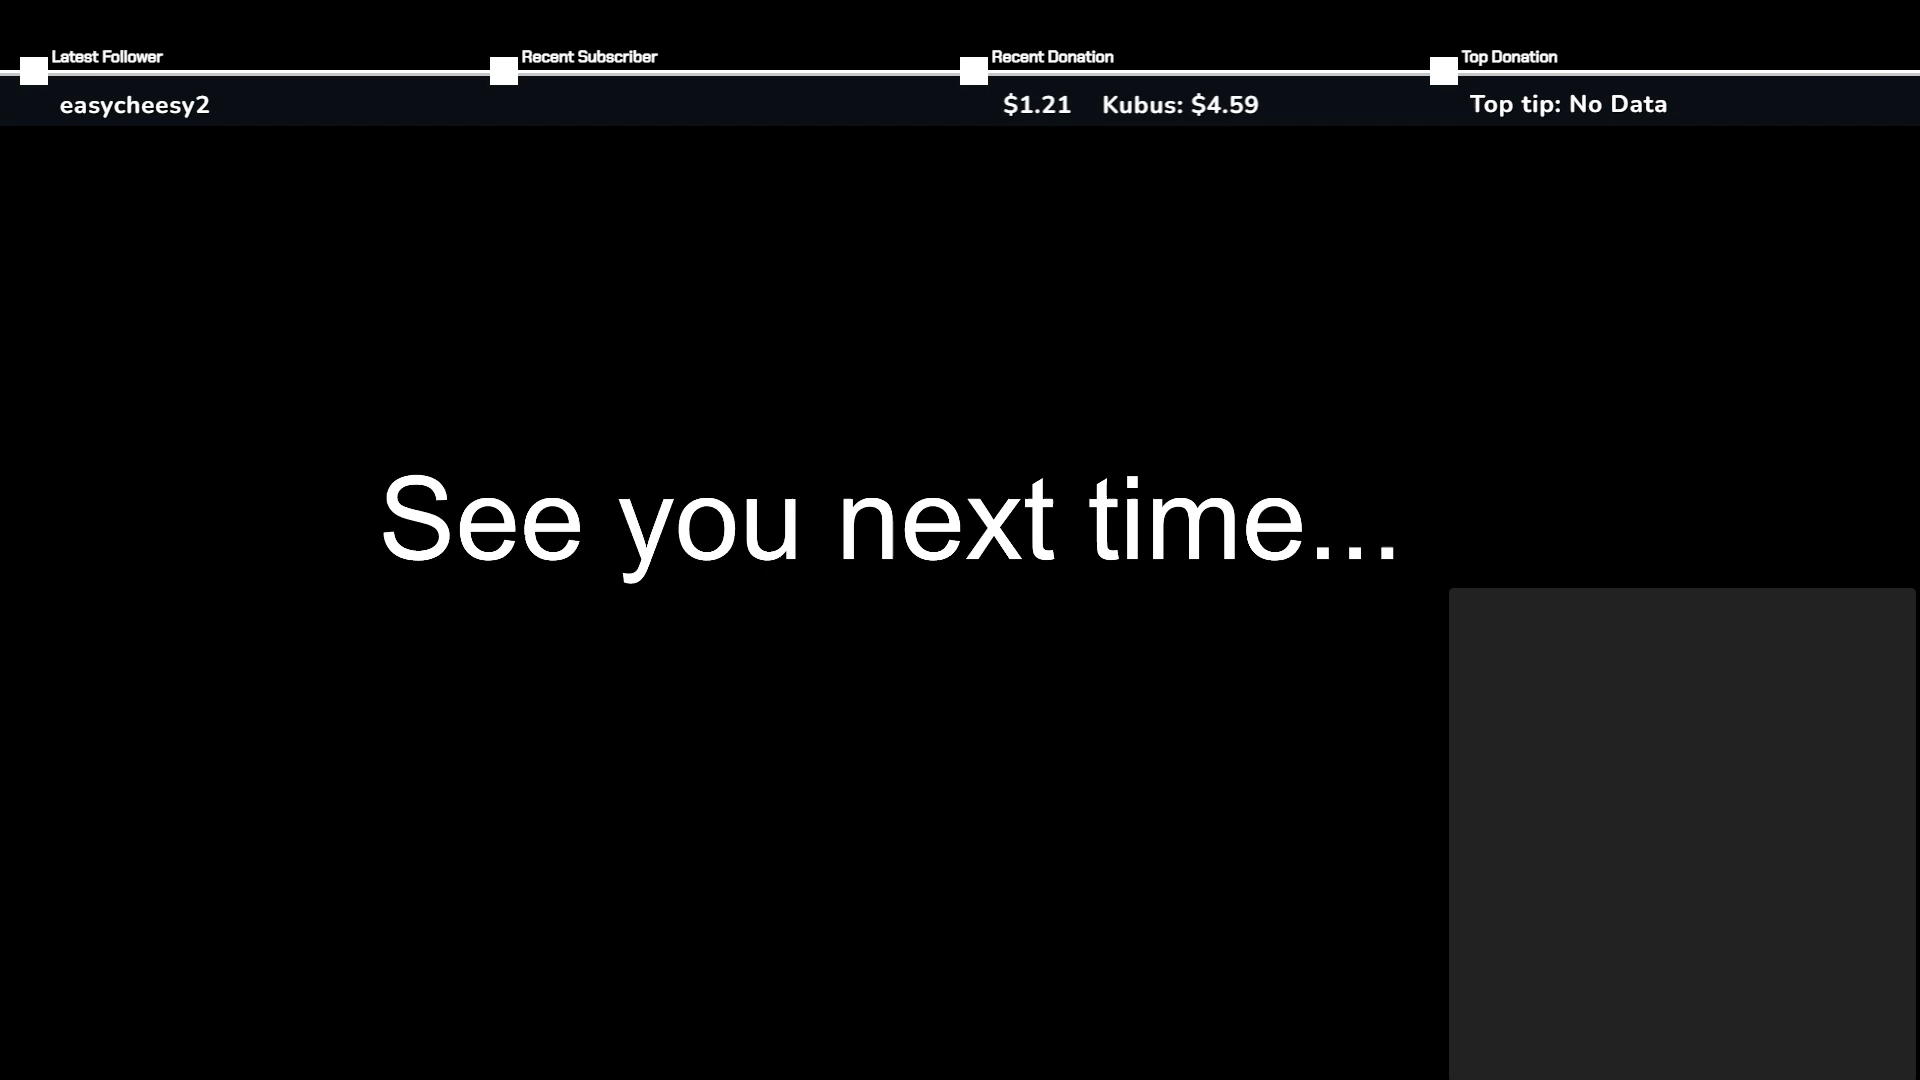 Latest Follower
Recent Subscriber
Recent Donation
Top Donation
easycheesy2
$1.21 Kubus: $4.59
Top tip: No Data
See you next time...